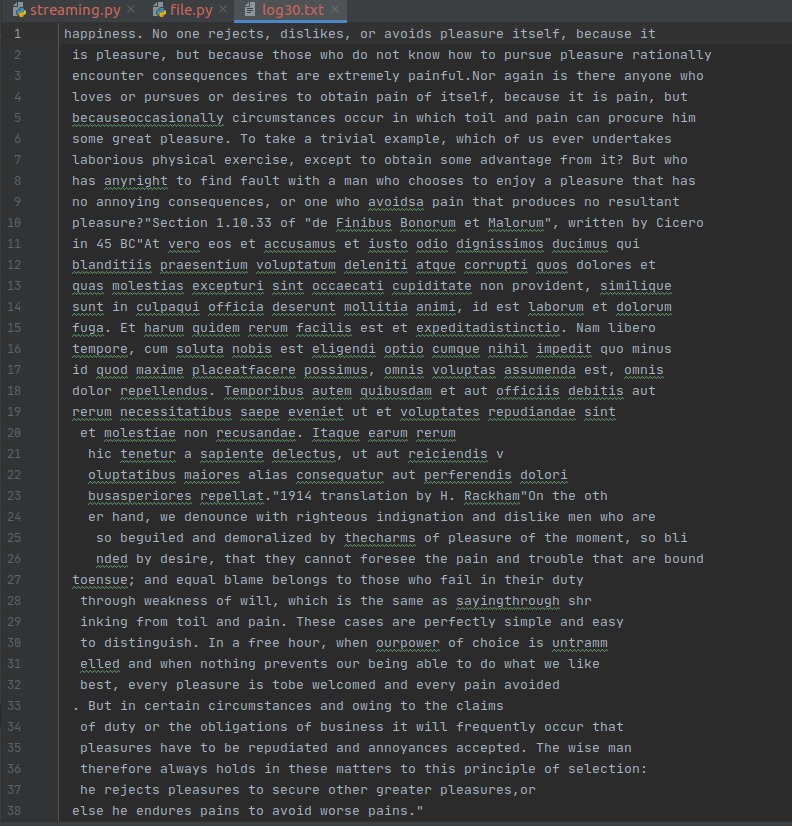 streaming.py × file.py × log30.txt ×
1 happiness. No one rejects, dislikes, or avoids pleasure itself, because it
2 is pleasure, but because those who do not know how to pursue pleasure rationally
3 encounter consequences that are extremely painful.Nor again is there anyone who
4 loves or pursues or desires to obtain pain of itself, because it is pain, but
5 becauseoccasionally circumstances occur in which toil and pain can procure him
6 some great pleasure. To take a trivial example, which of us ever undertakes
7 laborious physical exercise, except to obtain some advantage from it? But who
8 has anyright to find fault with a man who chooses to enjoy a pleasure that has
9 no annoying consequences, or one who avoidsa pain that produces no resultant
10 pleasure?"Section 1.10.33 of "de Finibus Bonorum et Malorum", written by Cicero
11 in 45 BC"At vero eos et accusamus et iusto odio dignissimos ducimus qui
12 blanditiis praesentium voluptatum deleniti atque corrupti quos dolores et
13 quas molestias excepturi sint occaecati cupiditate non provident, similique
14 sunt in culpaqui officia deserunt mollitia animi, id est laborum et dolorum
15 fuga. Et harum quidem rerum facilis est et expeditadistinctio. Nam libero
16 tempore, cum soluta nobis est eligendi optio cumque nihil impedit quo minus
17 id quod maxime placeatfacere possimus, omnis voluptas assumenda est, omnis
18 dolor repellendus. Temporibus autem quibusdam et aut officiis debitis aut
19 rerum necessitatibus saepe eveniet ut et voluptates repudiandae sint
20 et molestiae non recusandae. Itaque earum rerum
21 hic tenetur a sapiente delectus, ut aut reiciendis v
22 oluptatibus maiores alias consequatur aut perferendis dolori
23 busasperiores repellat."1914 translation by H. Rackham"On the oth
24 er hand, we denounce with righteous indignation and dislike men who are
25 so beguiled and demoralized by thecharms of pleasure of the moment, so bli
26 nded by desire, that they cannot foresee the pain and trouble that are bound
27 toensue; and equal blame belongs to those who fail in their duty
28 through weakness of will, which is the same as sayingthrough shr
29 inking from toil and pain. These cases are perfectly simple and easy
30 to distinguish. In a free hour, when ourpower of choice is untramm
31 elled and when nothing prevents our being able to do what we like
32 best, every pleasure is tobe welcomed and every pain avoided
33 . But in certain circumstances and owing to the claims
34 of duty or the obligations of business it will frequently occur that
35 pleasures have to be repudiated and annoyances accepted. The wise man
36 therefore always holds in these matters to this principle of selection:
37 he rejects pleasures to secure other greater pleasures,or
38 else he endures pains to avoid worse pains."